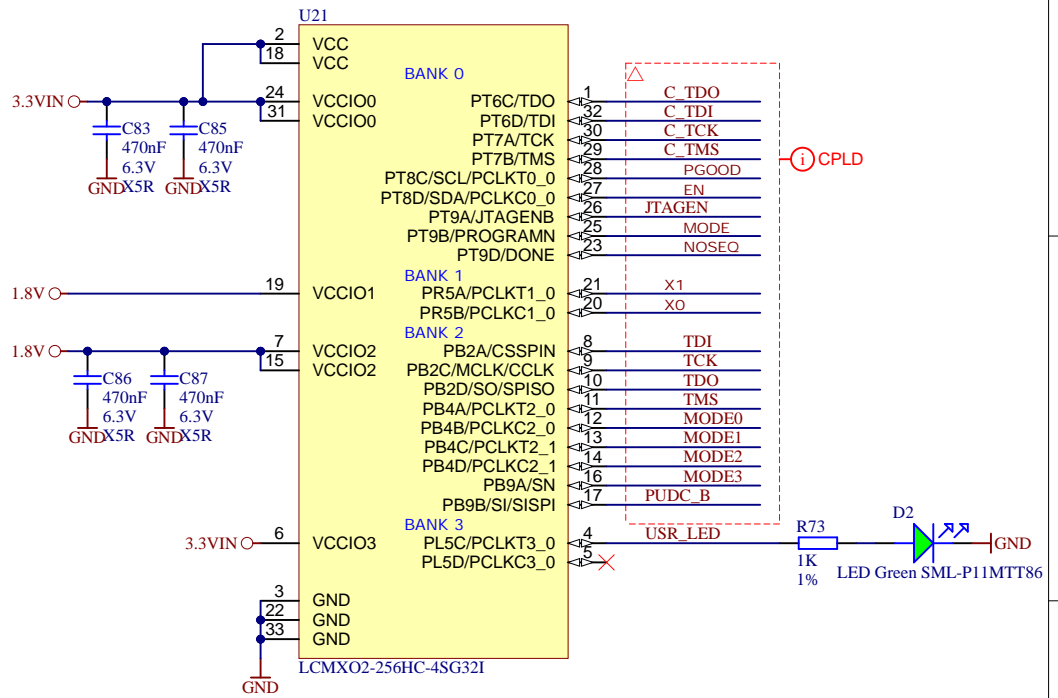 U21
2 VCC
18 VCC
BANK 0
3.3VIN 24 VCCIO0
31 VCCIO0
C83 470nF 6.3V X5R GND
C85 470nF 6.3V X5R GND
PT6C/TDO 1 C_TDO
PT6D/TDI 32 C_TDI
PT7A/TCK 30 C_TCK
PT7B/TMS 29 C_TMS
PT8C/SCL/PCLKT0_0 28 PGOOD
PT8D/SDA/PCLKC0_0 27 EN
PT9A/JTAGENB 26 JTAGEN
PT9B/PROGRAMN 25 MODE
PT9D/DONE 23 NOSEQ
i CPLD
BANK 1
1.8V 19 VCCIO1
PR5A/PCLKT1_0 21 X1
PR5B/PCLKC1_0 20 X0
BANK 2
1.8V 7 VCCIO2
15 VCCIO2
C86 470nF 6.3V X5R GND
C87 470nF 6.3V X5R GND
PB2A/CSSPIN 8 TDI
PB2C/MCLK/CCLK 9 TCK
PB2D/SO/SPISO 10 TDO
PB4A/PCLKT2_0 11 TMS
PB4B/PCLKC2_0 12 MODE0
PB4C/PCLKT2_1 13 MODE1
PB4D/PCLKC2_1 14 MODE2
PB9A/SN 16 MODE3
PB9B/SI/SISPI 17 PUDC_B
BANK 3
3.3VIN 6 VCCIO3
PL5C/PCLKT3_0 4 USR_LED
PL5D/PCLKC3_0 5
R73
1K
1%
D2
GND
LED Green SML-P11MTT86
3 GND
22 GND
33 GND
GND
LCMXO2-256HC-4SG32I